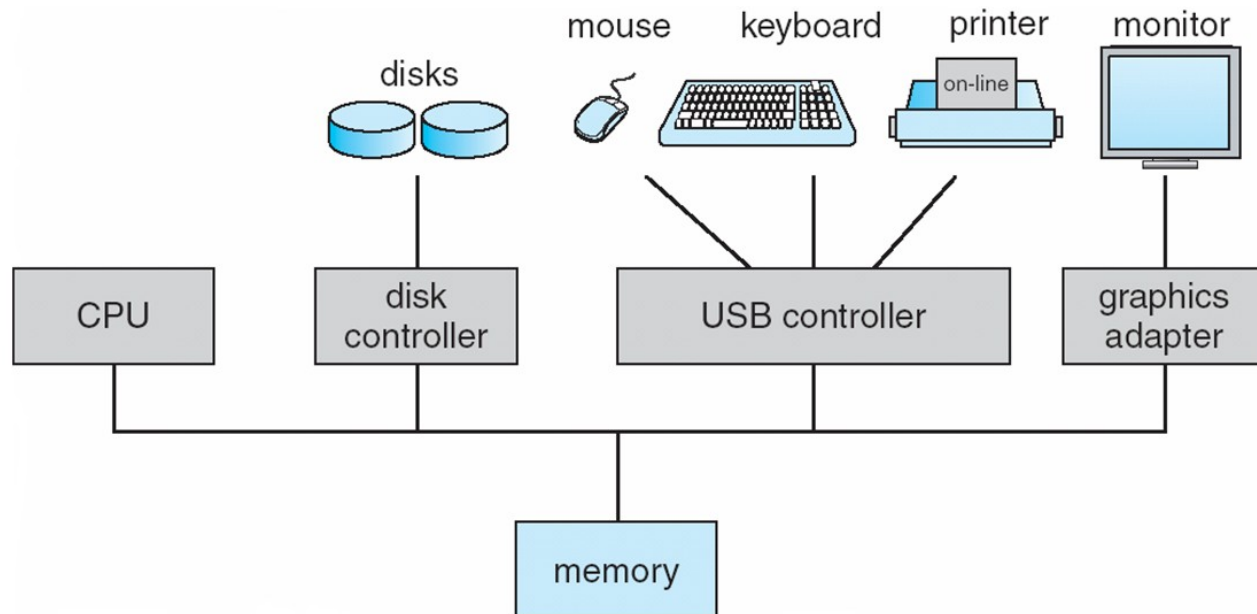 mouse
keyboard
printer
monitor
disks
on-line
CPU
disk
controller
USB controller
graphics
adapter
memory